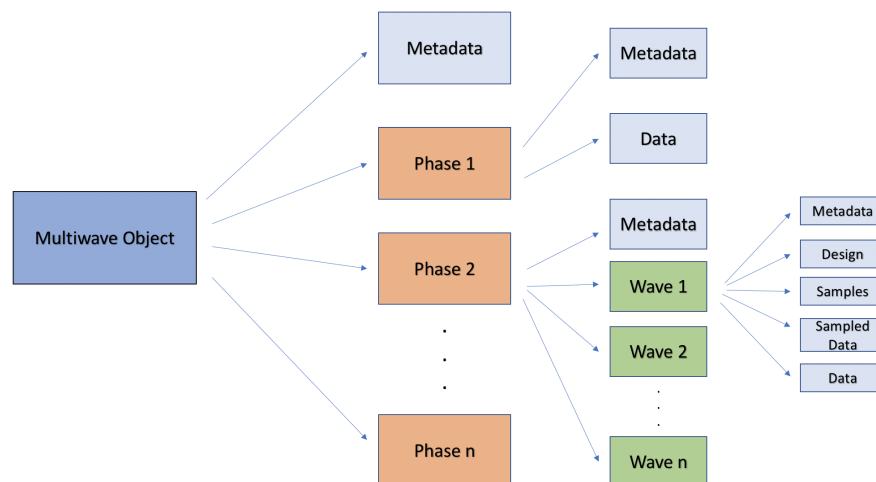 Multiwave Object
Metadata
Phase 1
Phase 2
.
.
.
Phase n
Metadata
Data
Metadata
Wave 1
Wave 2
.
.
.
Wave n
Metadata
Design
Samples
Sampled
Data
Data